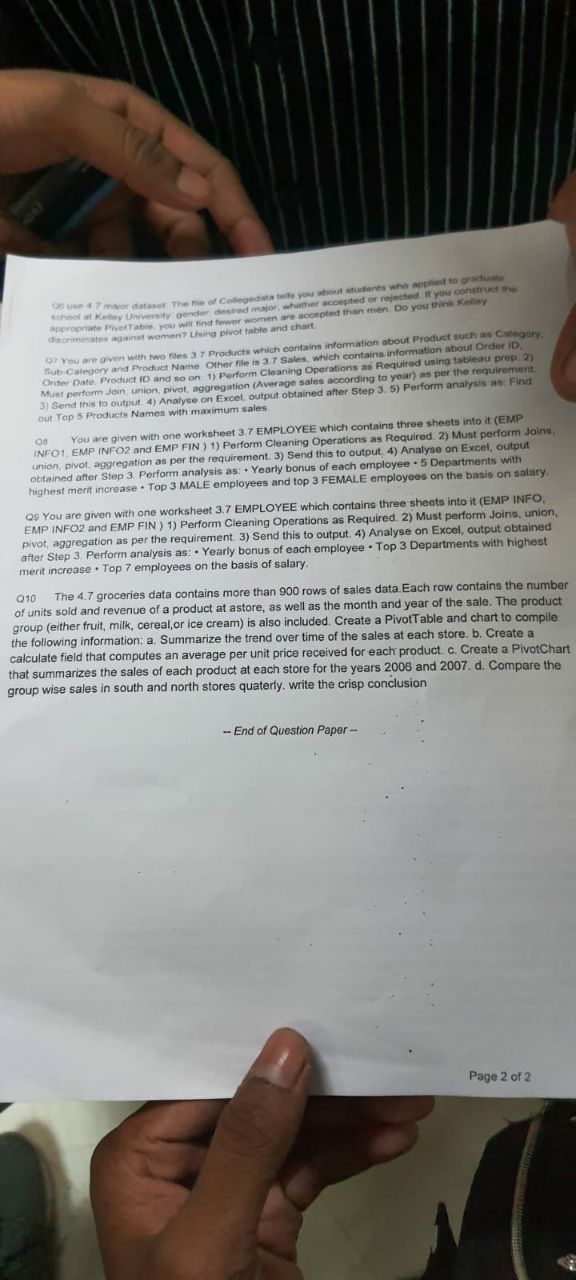 Q6 use 4.7 major dataset. The file of Collegedata tells you about students who applied to graduate
school at Kelley University gender, desired major, whether accepted or rejected. If you construct the
appropriate PivotTable, you will find fewer women are accepted than men. Do you think Kelley
discriminates against women? Using pivot table and chart.
Q7 You are given with two files 3.7 Products which contains information about Product such as Category,
Sub-Category and Product Name. Other file is 3.7 Sales, which contains information about Order ID,
Order Date, Product ID and so on. 1) Perform Cleaning Operations as Required using tableau prep. 2)
Must perform Join, union, pivot, aggregation (Average sales according to year) as per the requirement.
3) Send this to output. 4) Analyse on Excel, output obtained after Step 3. 5) Perform analysis as: Find
out Top 5 Products Names with maximum sales.
Q8 You are given with one worksheet 3.7 EMPLOYEE which contains three sheets into it (EMP
INFO1, EMP INFO2 and EMP FIN ) 1) Perform Cleaning Operations as Required. 2) Must perform Joins,
union, pivot, aggregation as per the requirement. 3) Send this to output. 4) Analyse on Excel, output
obtained after Step 3. Perform analysis as: • Yearly bonus of each employee • 5 Departments with
highest merit increase • Top 3 MALE employees and top 3 FEMALE employees on the basis on salary.
Q9 You are given with one worksheet 3.7 EMPLOYEE which contains three sheets into it (EMP INFO,
EMP INFO2 and EMP FIN ) 1) Perform Cleaning Operations as Required. 2) Must perform Joins, union,
pivot, aggregation as per the requirement. 3) Send this to output. 4) Analyse on Excel, output obtained
after Step 3. Perform analysis as: • Yearly bonus of each employee • Top 3 Departments with highest
merit increase • Top 7 employees on the basis of salary.
Q10 The 4.7 groceries data contains more than 900 rows of sales data.Each row contains the number
of units sold and revenue of a product at astore, as well as the month and year of the sale. The product
group (either fruit, milk, cereal,or ice cream) is also included. Create a PivotTable and chart to compile
the following information: a. Summarize the trend over time of the sales at each store. b. Create a
calculate field that computes an average per unit price received for each product. c. Create a PivotChart
that summarizes the sales of each product at each store for the years 2006 and 2007. d. Compare the
group wise sales in south and north stores quaterly. write the crisp conclusion
-- End of Question Paper --
Page 2 of 2